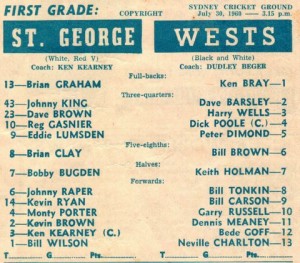 FIRST GRADE: COPYRIGHT SYDNEY CRICKET GROUND
July 30, 1960 — 3.15 p.m.
ST. GEORGE WESTS
(White, Red V) (Black and White)
Coach: KEN KEARNEY Coach: DUDLEY BEGER
Full-backs:
13—Brian GRAHAM Ken BRAY—1
Three-quarters:
43—Johnny KING Dave BARSLEY—2
23—Dave BROWN Harry WELLS—3
10—Reg GASNIER Dick POOLE (C.)—4
9—Eddie LUMSDEN Peter DIMOND—5
Five-eighths:
8—Brian CLAY Bill BROWN—6
Halves:
7—Bobby BUGDEN Keith HOLMAN—7
Forwards:
6—Johnny RAPER Bill TONKIN—8
14—Kevin RYAN Bill CARSON—9
4—Monty PORTER Garry RUSSELL—10
2—Kevin BROWN Dennis MEANEY—11
3—Ken KEARNEY (C.) Bede GOFF—12
1—Bill WILSON Neville CHARLTON—13
T. G. Pts. T. G. Pts.